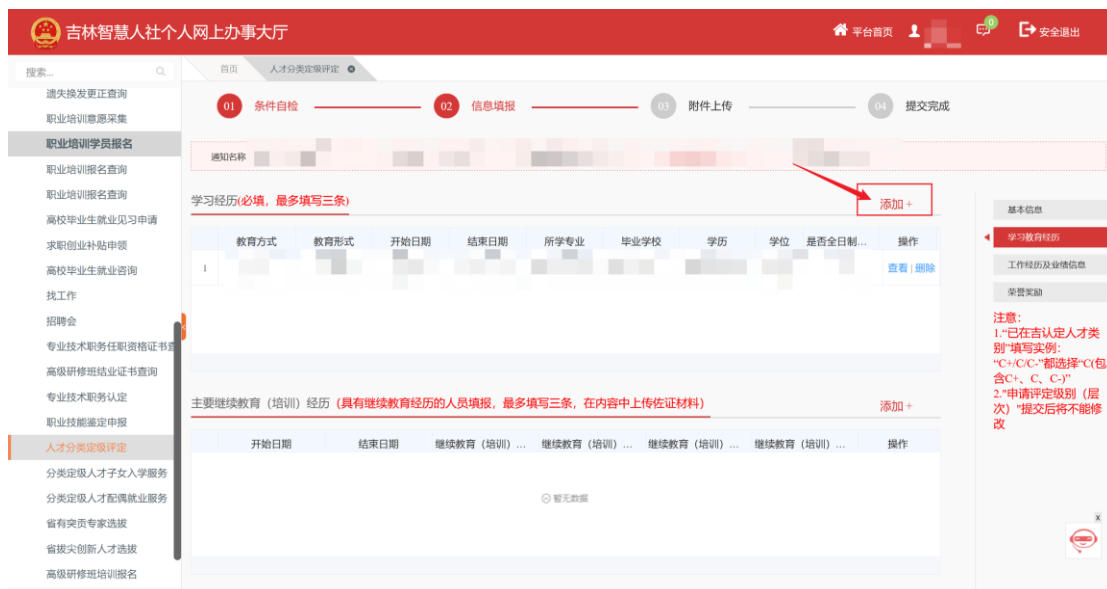 吉林智慧人社个人网上办事大厅
平台首页
0
安全退出
搜索...
首页
人才分类定级评定
遗失换发更正查询
职业培训意愿采集
职业培训学员报名
职业培训报名查询
职业培训报名查询
高校毕业生就业见习申请
求职创业补贴申领
高校毕业生就业咨询
找工作
招聘会
专业技术职务任职资格证书查
高级研修班结业证书查询
专业技术职务认定
职业技能鉴定申报
人才分类定级评定
分类定级人才子女入学服务
分类定级人才配偶就业服务
省有突贡专家选拔
省拔尖创新人才选拔
高级研修班培训报名
01 条件自检
02 信息填报
03 附件上传
04 提交完成
通知名称
学习经历(必填，最多填写三条)
添加 +
教育方式 教育形式 开始日期 结束日期 所学专业 毕业学校 学历 学位 是否全日制... 操作
1 查看 | 删除
主要继续教育（培训）经历（具有继续教育经历的人员填报，最多填写三条，在内容中上传佐证材料）
添加 +
开始日期 结束日期 继续教育（培训）... 继续教育（培训）... 继续教育（培训）... 继续教育（培训）... 操作
暂无数据
基本信息
学习教育经历
工作经历及业绩信息
荣誉奖励
注意：
1.“已在吉认定人才类
别”填写实例：
“C+/C/C-”都选择“C(包
含C+、C、C-)”
2.“申请评定级别（层
次）”提交后将不能修
改
x